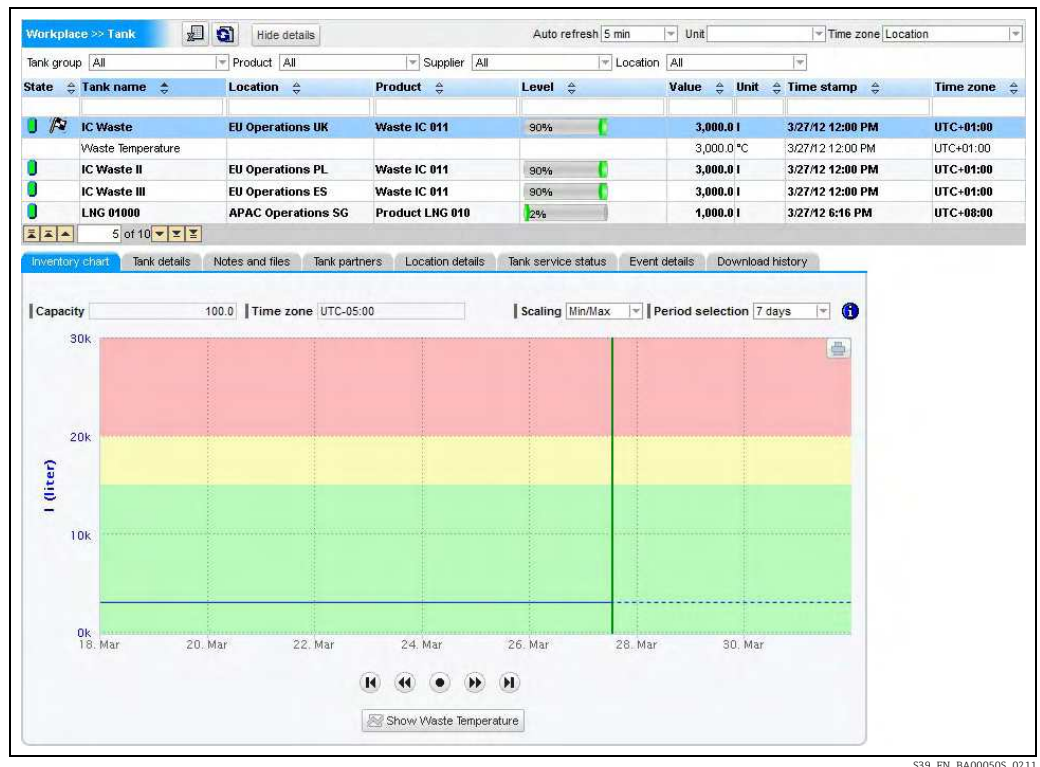 Workplace >> Tank Hide details Auto refresh 5 min Unit Time zone Location
Tank group All Product All Supplier All Location All
State Tank name Location Product Level Value Unit Time stamp Time zone
IC Waste EU Operations UK Waste IC 011 90% 3,000.0 l 3/27/12 12:00 PM UTC+01:00
Waste Temperature 3,000.0 °C 3/27/12 12:00 PM UTC+01:00
IC Waste II EU Operations PL Waste IC 011 90% 3,000.0 l 3/27/12 12:00 PM UTC+01:00
IC Waste III EU Operations ES Waste IC 011 90% 3,000.0 l 3/27/12 12:00 PM UTC+01:00
LNG 01000 APAC Operations SG Product LNG 010 2% 1,000.0 l 3/27/12 6:16 PM UTC+08:00
5 of 10
Inventory chart Tank details Notes and files Tank partners Location details Tank service status Event details Download history
Capacity 100.0 Time zone UTC-05:00 Scaling Min/Max Period selection 7 days
30k
20k
10k
0k
l (liter)
18. Mar 20. Mar 22. Mar 24. Mar 26. Mar 28. Mar 30. Mar
Show Waste Temperature
S39_EN_BA00050S_0211